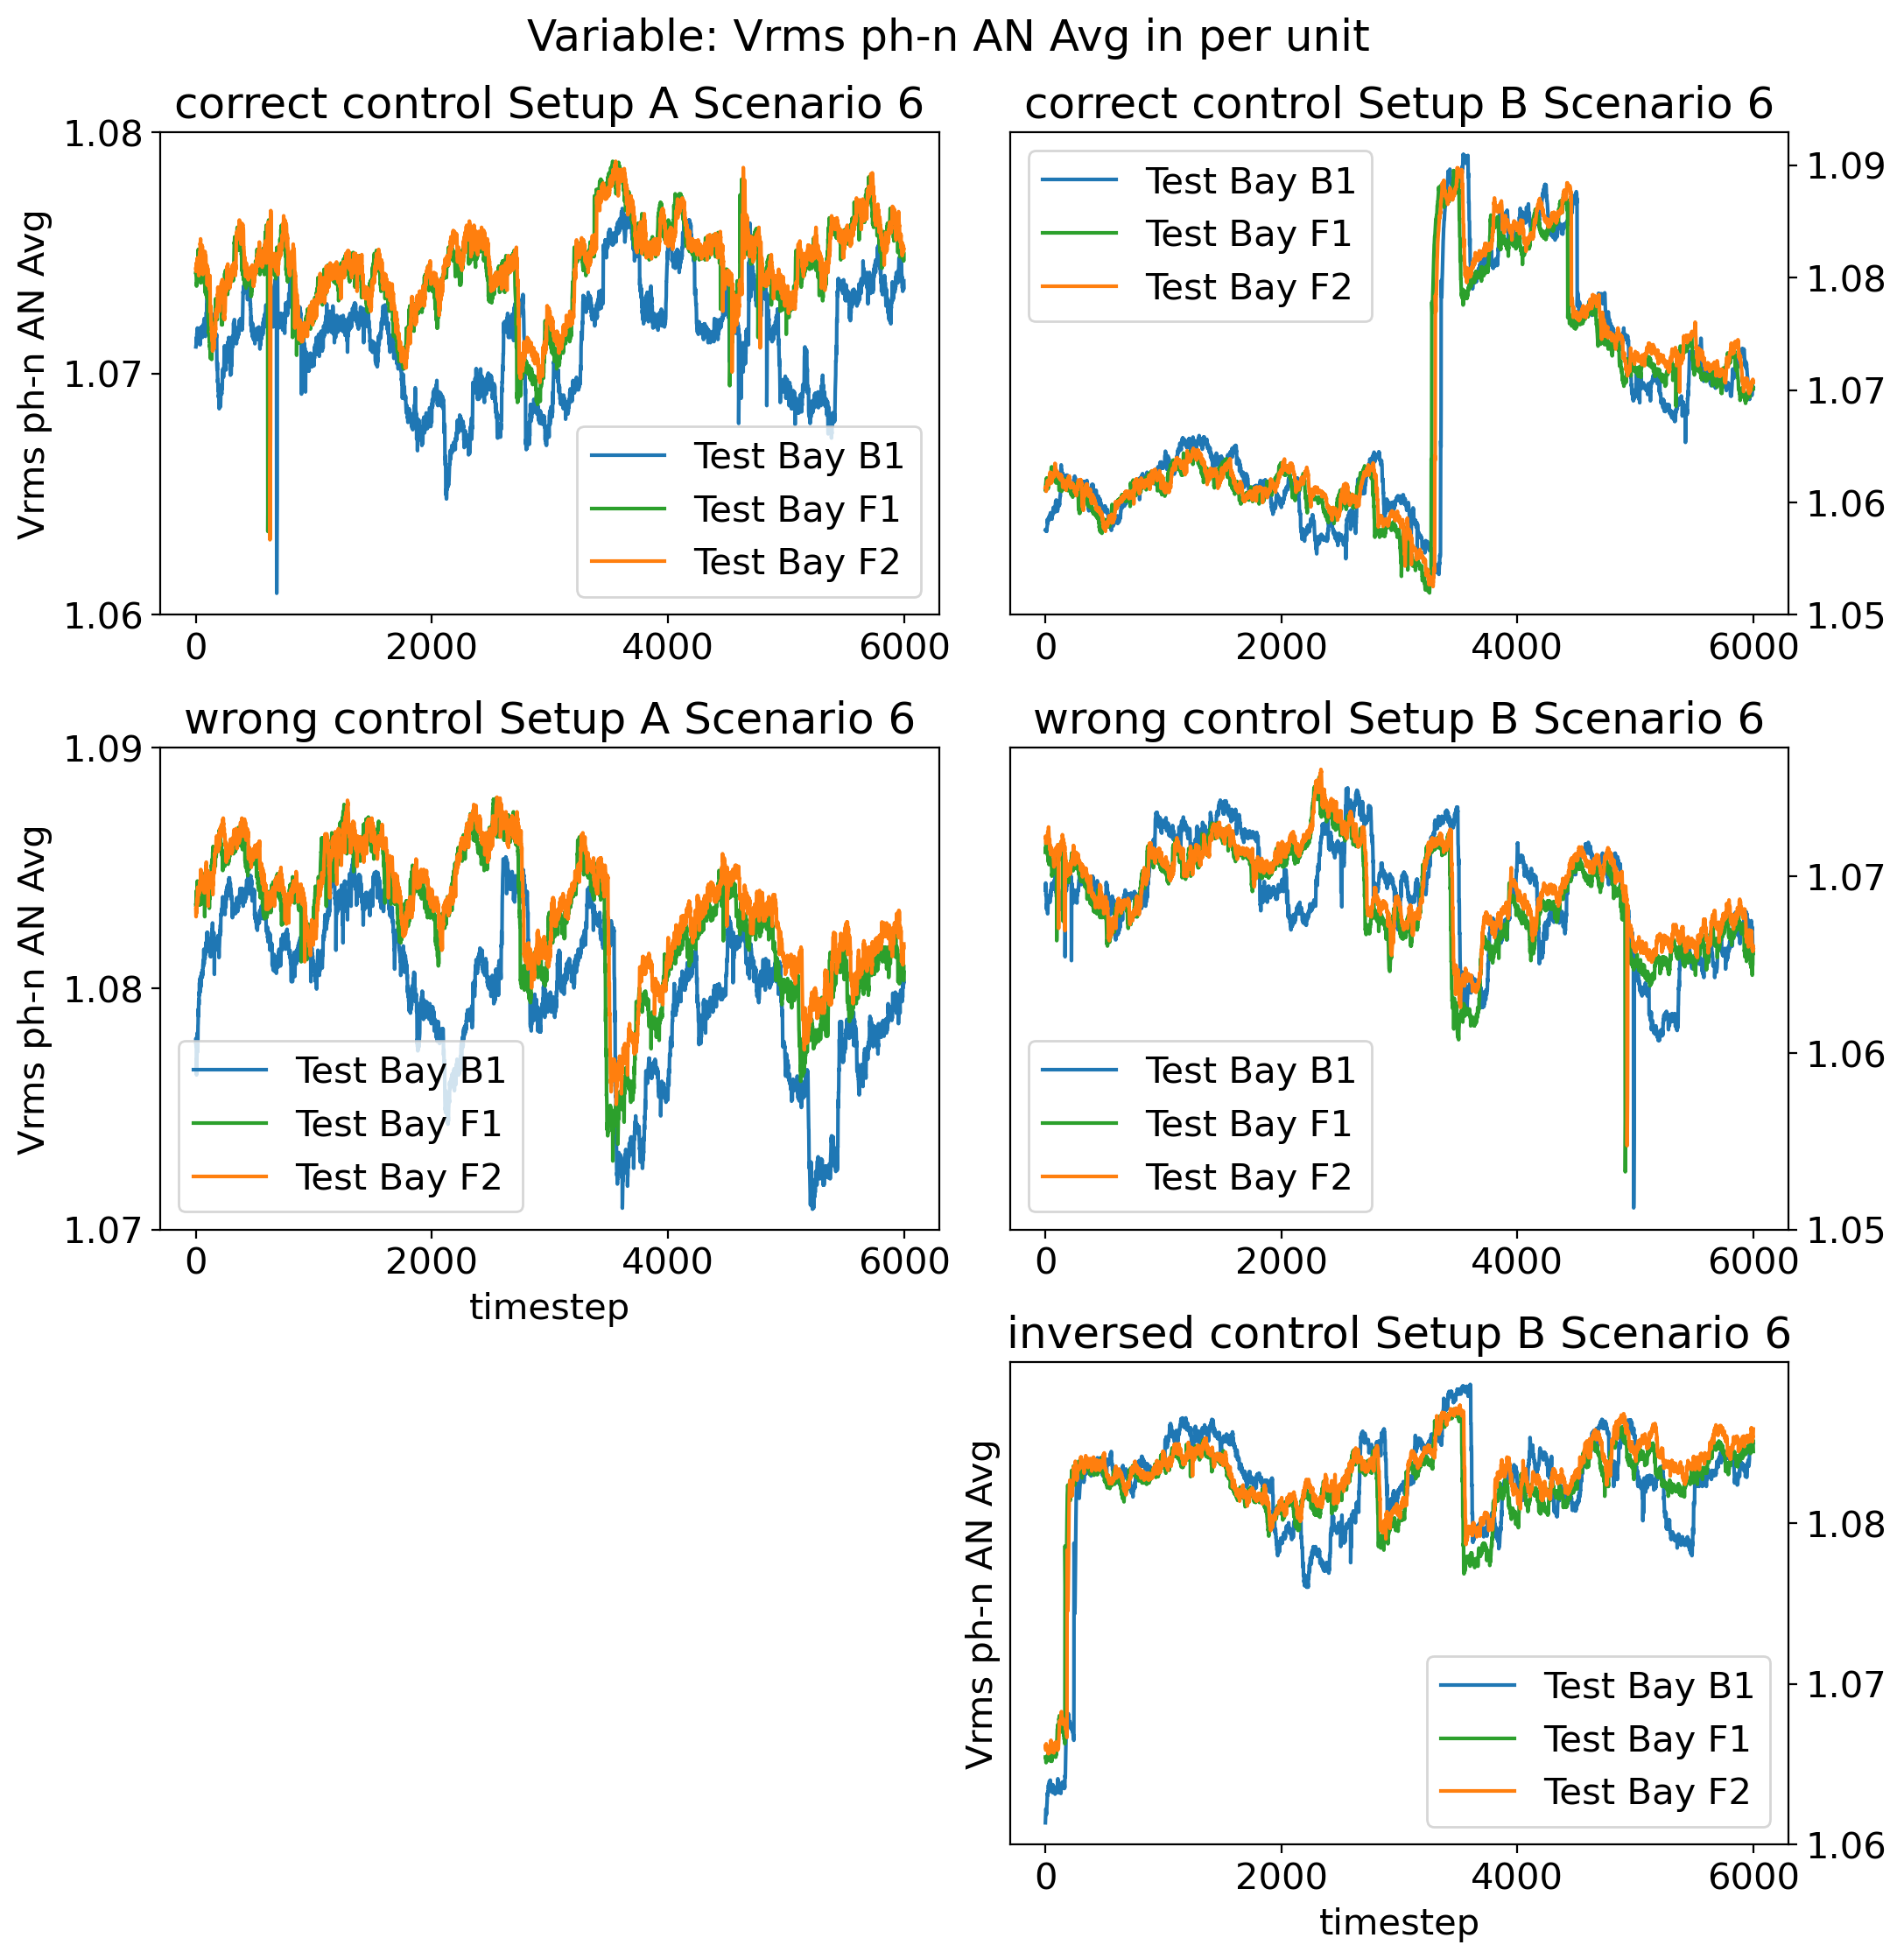 Variable: Vrms ph-n AN Avg in per unit
correct control Setup A Scenario 6
Vrms ph-n AN Avg
1.08
1.07
1.06
0 2000 4000 6000
Test Bay B1
Test Bay F1
Test Bay F2
correct control Setup B Scenario 6
Test Bay B1
Test Bay F1
Test Bay F2
1.09
1.08
1.07
1.06
1.05
0 2000 4000 6000
wrong control Setup A Scenario 6
Vrms ph-n AN Avg
1.09
1.08
1.07
Test Bay B1
Test Bay F1
Test Bay F2
0 2000 4000 6000
timestep
wrong control Setup B Scenario 6
Test Bay B1
Test Bay F1
Test Bay F2
1.07
1.06
1.05
0 2000 4000 6000
inversed control Setup B Scenario 6
Vrms ph-n AN Avg
1.08
1.07
1.06
Test Bay B1
Test Bay F1
Test Bay F2
0 2000 4000 6000
timestep